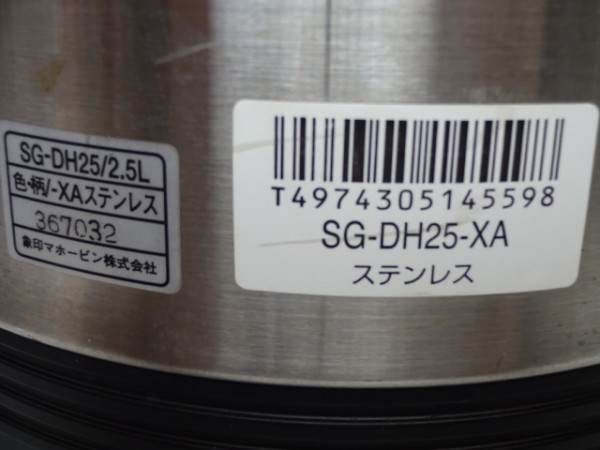 SG-DH25/2.5L
色・柄/-XAステンレス
367032
象印マホービン株式会社
T4974305145598
SG-DH25-XA
ステンレス